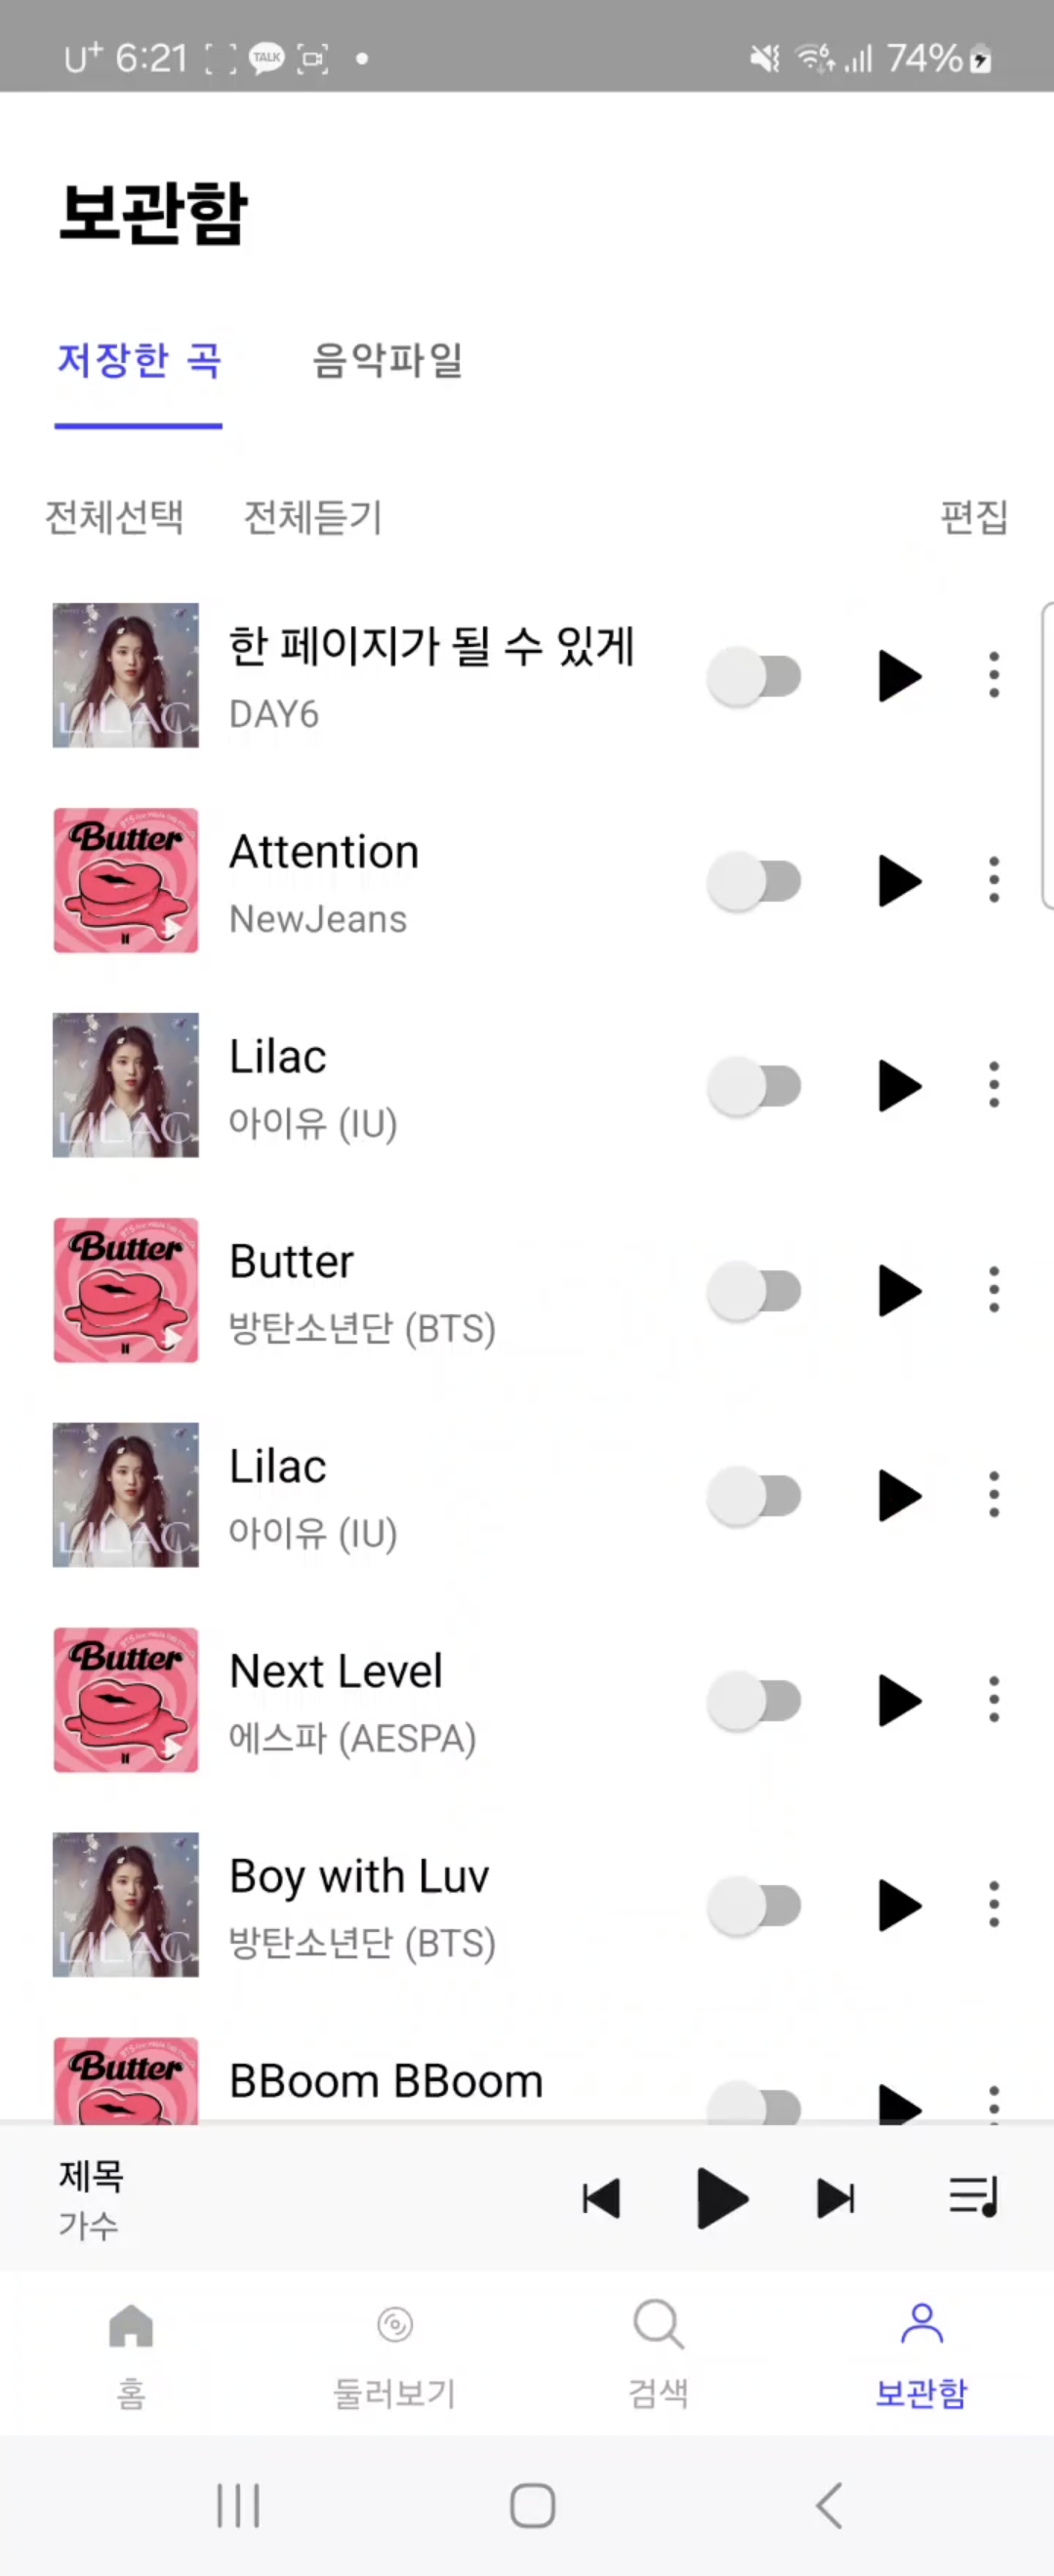 U+ 6:21 TALK 6 74%
보관함
저장한 곡 음악파일
전체선택 전체듣기 편집
LILAC
한 페이지가 될 수 있게
DAY6
Butter
Attention
NewJeans
LILAC
Lilac
아이유 (IU)
Butter
Butter
방탄소년단 (BTS)
LILAC
Lilac
아이유 (IU)
Butter
Next Level
에스파 (AESPA)
LILAC
Boy with Luv
방탄소년단 (BTS)
Butter
BBoom BBoom
제목
가수
홈 둘러보기 검색 보관함